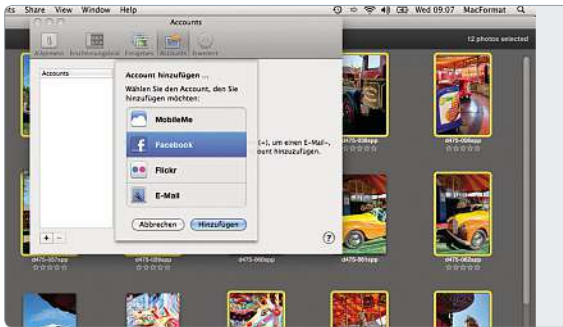 Share View Window Help Wed 09:07 MacFormat
Accounts
12 photos selected
Allgemein Erscheinungsbild Freigeben Accounts Erweitert
Accounts
Account hinzufügen ...
Wählen Sie den Account, den Sie
hinzufügen möchten:
MobileMe
Facebook
(+), um einen E-Mail-
ount hinzuzufügen.
Flickr
E-Mail
Abbrechen Hinzufügen
+ - ?